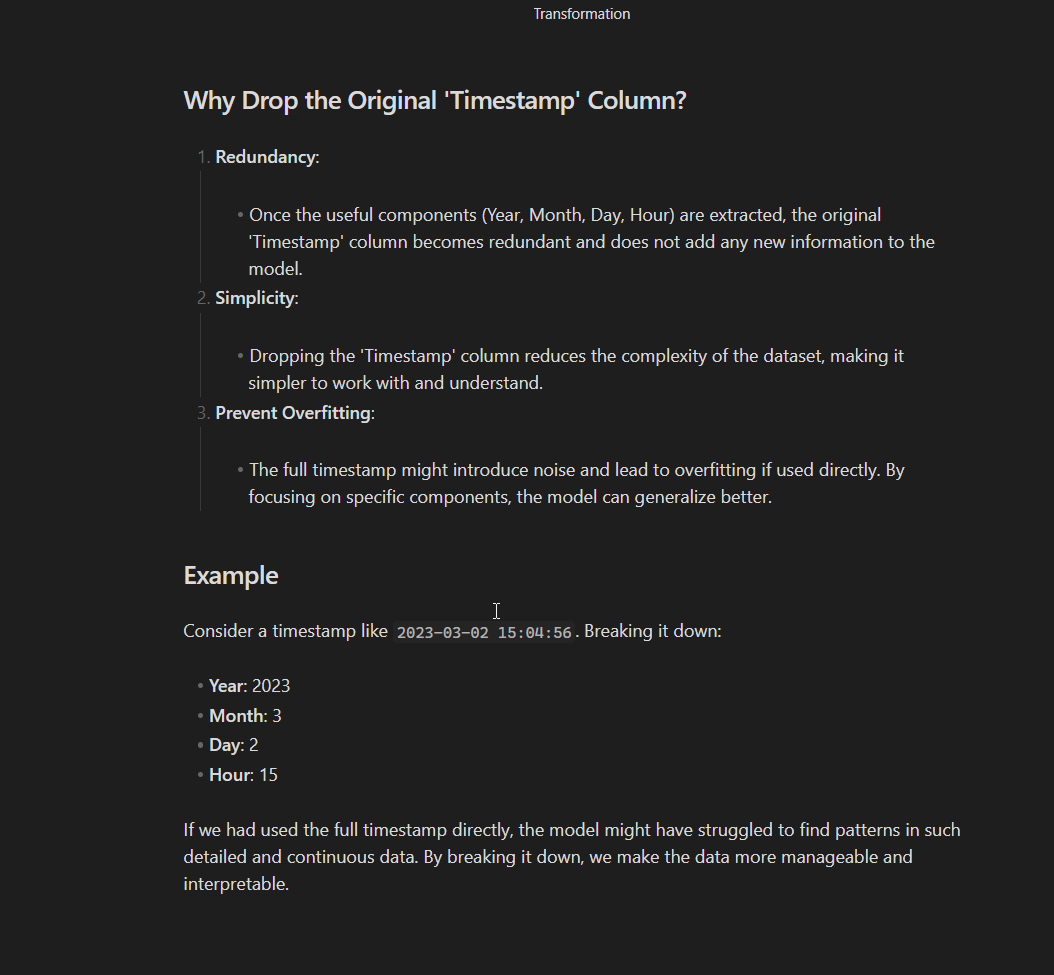 Transformation
Why Drop the Original 'Timestamp' Column?
1. Redundancy:
• Once the useful components (Year, Month, Day, Hour) are extracted, the original
'Timestamp' column becomes redundant and does not add any new information to the
model.
2. Simplicity:
• Dropping the 'Timestamp' column reduces the complexity of the dataset, making it
simpler to work with and understand.
3. Prevent Overfitting:
• The full timestamp might introduce noise and lead to overfitting if used directly. By
focusing on specific components, the model can generalize better.
Example
Consider a timestamp like 2023-03-02 15:04:56. Breaking it down:
• Year: 2023
• Month: 3
• Day: 2
• Hour: 15
If we had used the full timestamp directly, the model might have struggled to find patterns in such
detailed and continuous data. By breaking it down, we make the data more manageable and
interpretable.